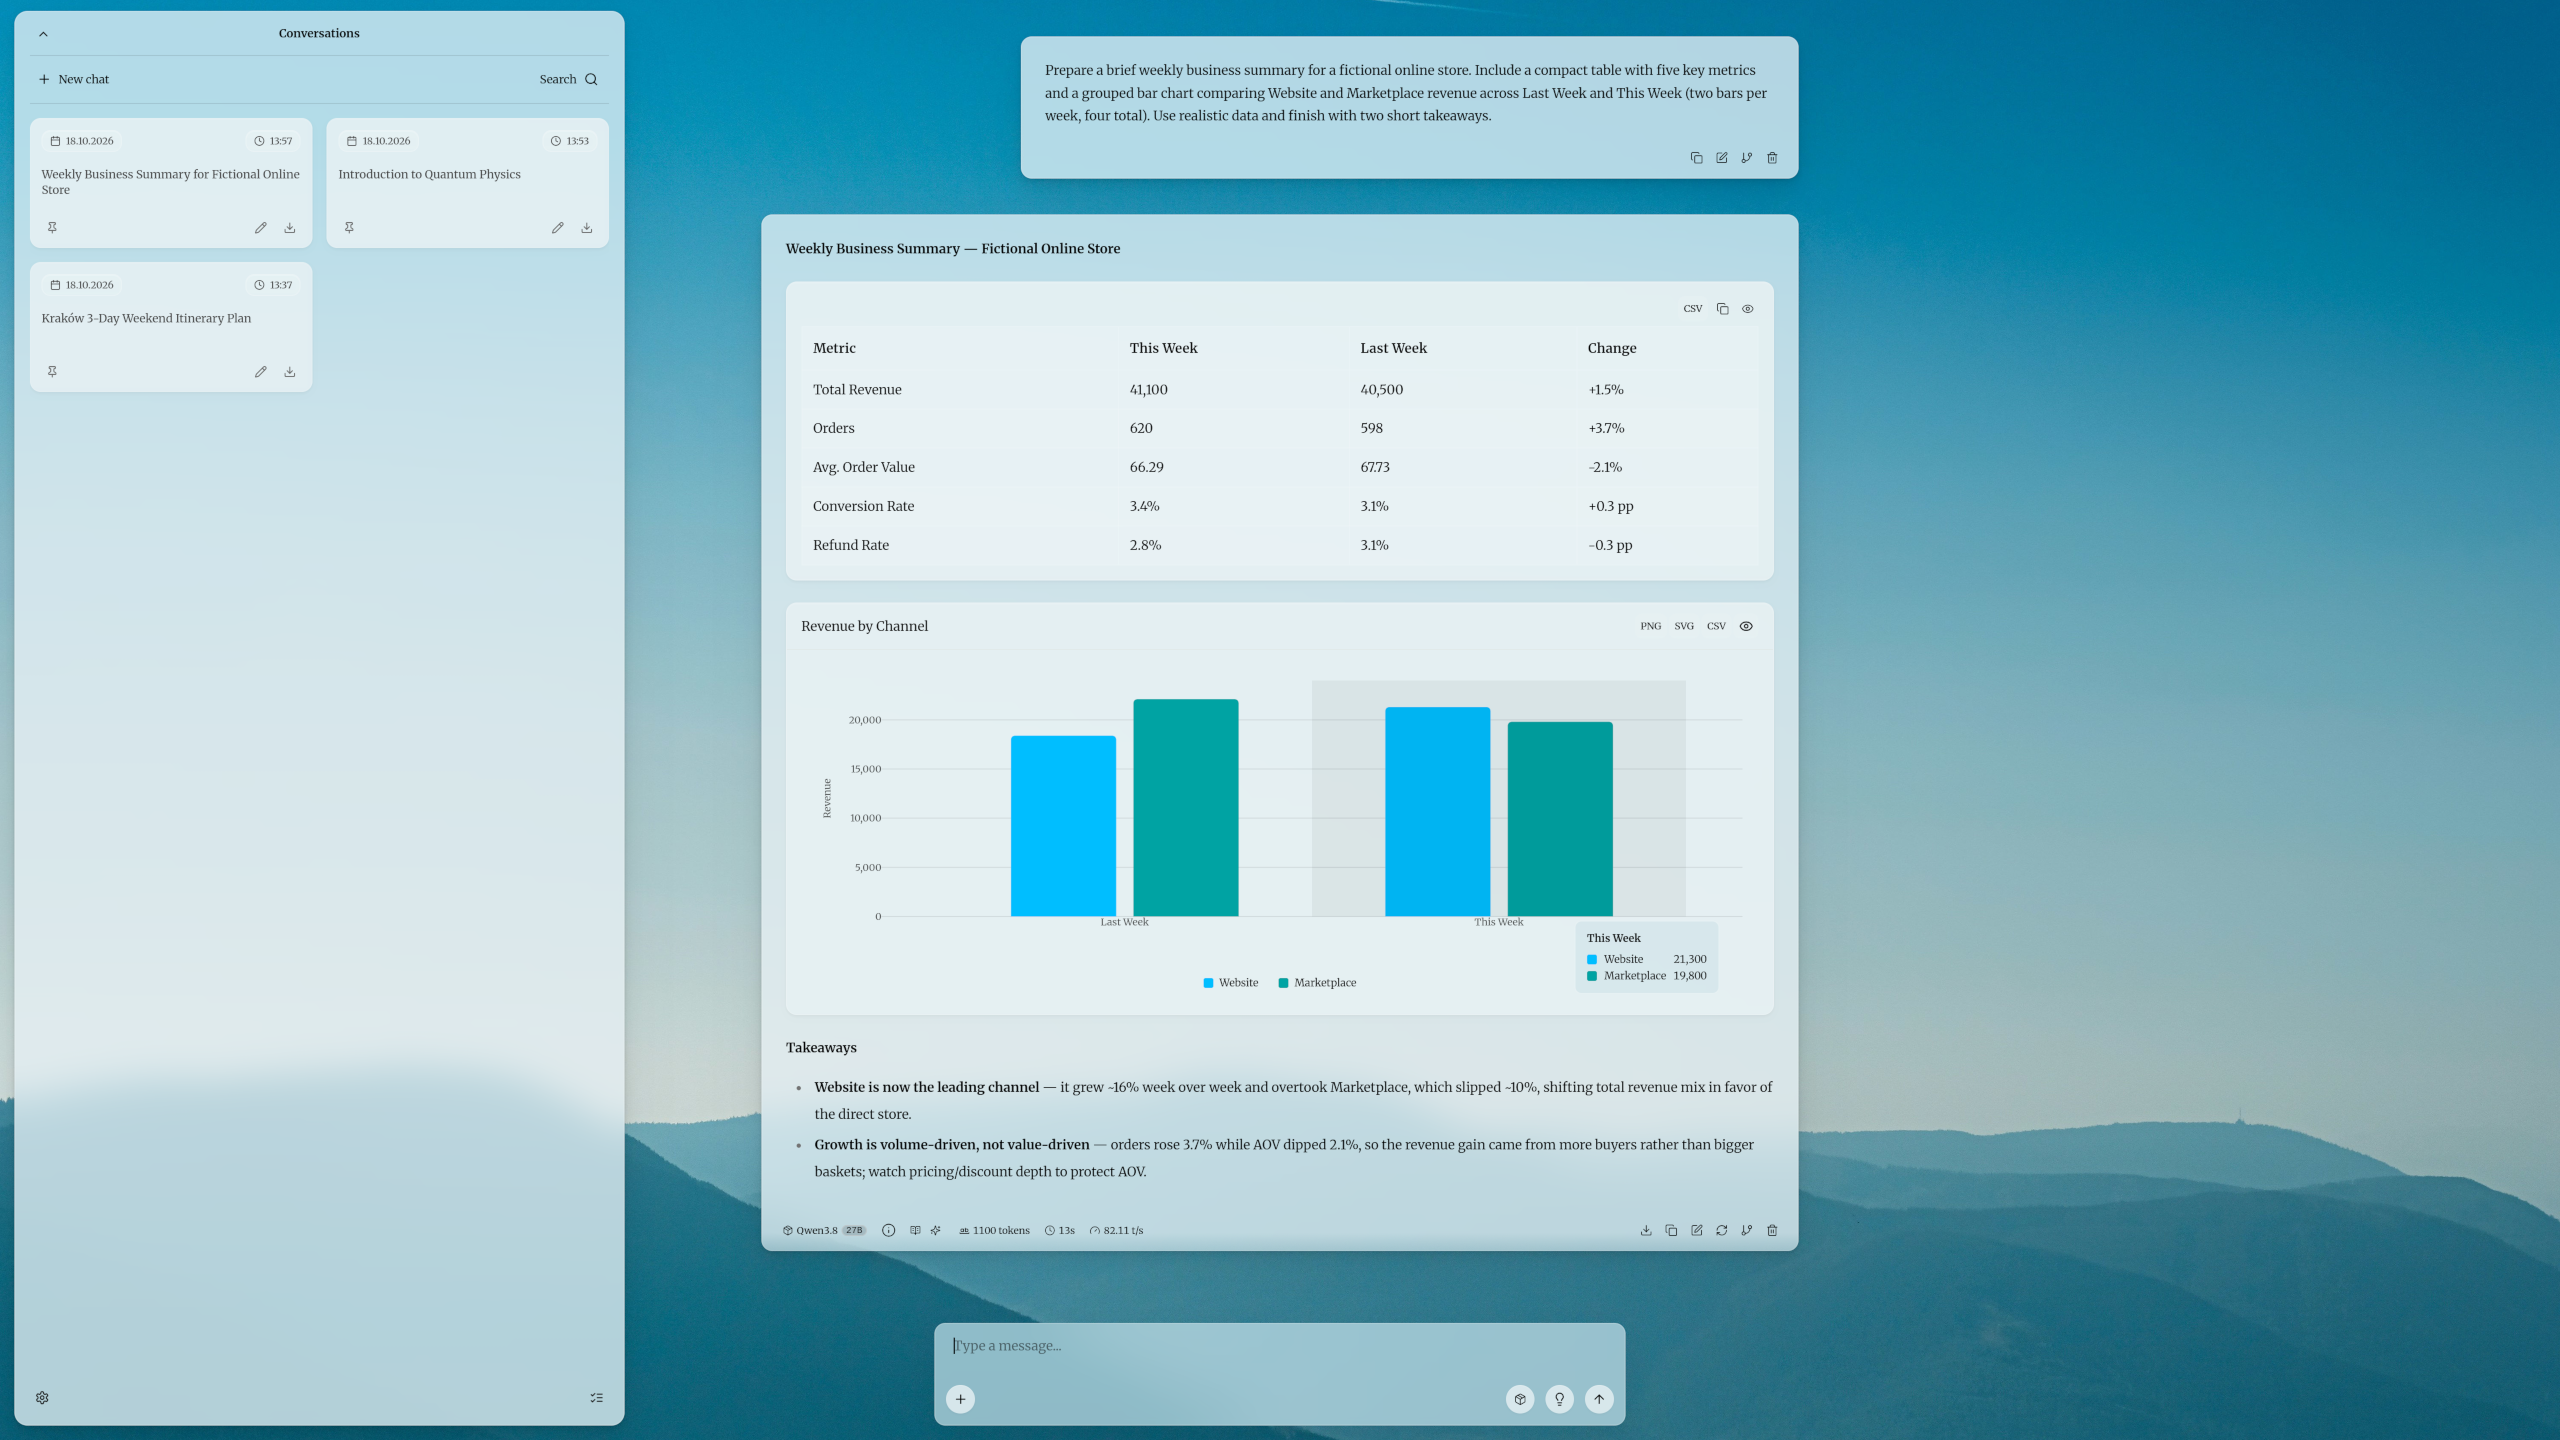 Conversations
New chat
Search
18.10.2026
13:57
Weekly Business Summary for Fictional Online
Store
18.10.2026
13:53
Introduction to Quantum Physics
18.10.2026
13:37
Kraków 3-Day Weekend Itinerary Plan
Prepare a brief weekly business summary for a fictional online store. Include a compact table with five key metrics
and a grouped bar chart comparing Website and Marketplace revenue across Last Week and This Week (two bars per
week, four total). Use realistic data and finish with two short takeaways.
Weekly Business Summary — Fictional Online Store
CSV
Metric This Week Last Week Change
Total Revenue 41,100 40,500 +1.5%
Orders 620 598 +3.7%
Avg. Order Value 66.29 67.73 -2.1%
Conversion Rate 3.4% 3.1% +0.3 pp
Refund Rate 2.8% 3.1% -0.3 pp
Revenue by Channel
PNG SVG CSV
Revenue
20,000
15,000
10,000
5,000
0
Last Week This Week
This Week
Website 21,300
Marketplace 19,800
Website Marketplace
Takeaways
• Website is now the leading channel — it grew ~16% week over week and overtook Marketplace, which slipped ~10%, shifting total revenue mix in favor of
the direct store.
• Growth is volume-driven, not value-driven — orders rose 3.7% while AOV dipped 2.1%, so the revenue gain came from more buyers rather than bigger
baskets; watch pricing/discount depth to protect AOV.
Qwen3.8 27B 1100 tokens 13s 82.11 t/s
Type a message...